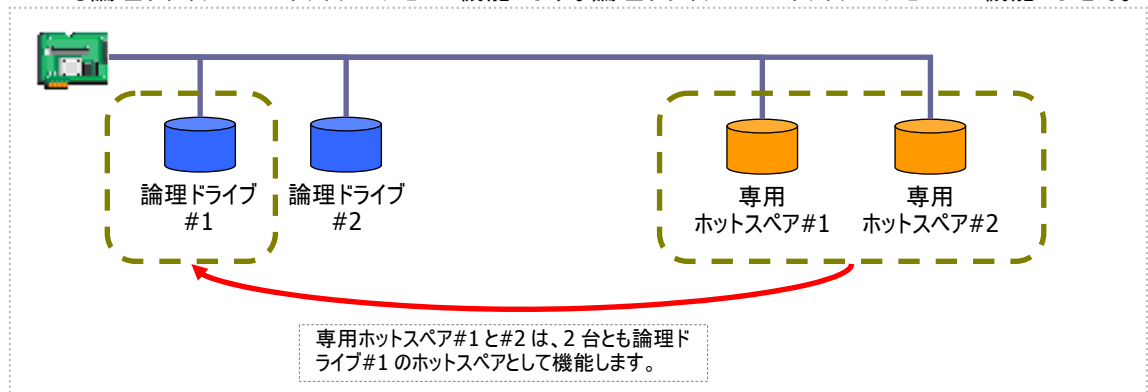 論理ドライブ
#1
論理ドライブ
#2
専用
ホットスペア#1
専用
ホットスペア#2
専用ホットスペア#1 と#2 は、2 台とも論理ド
ライブ#1 のホットスペアとして機能します。